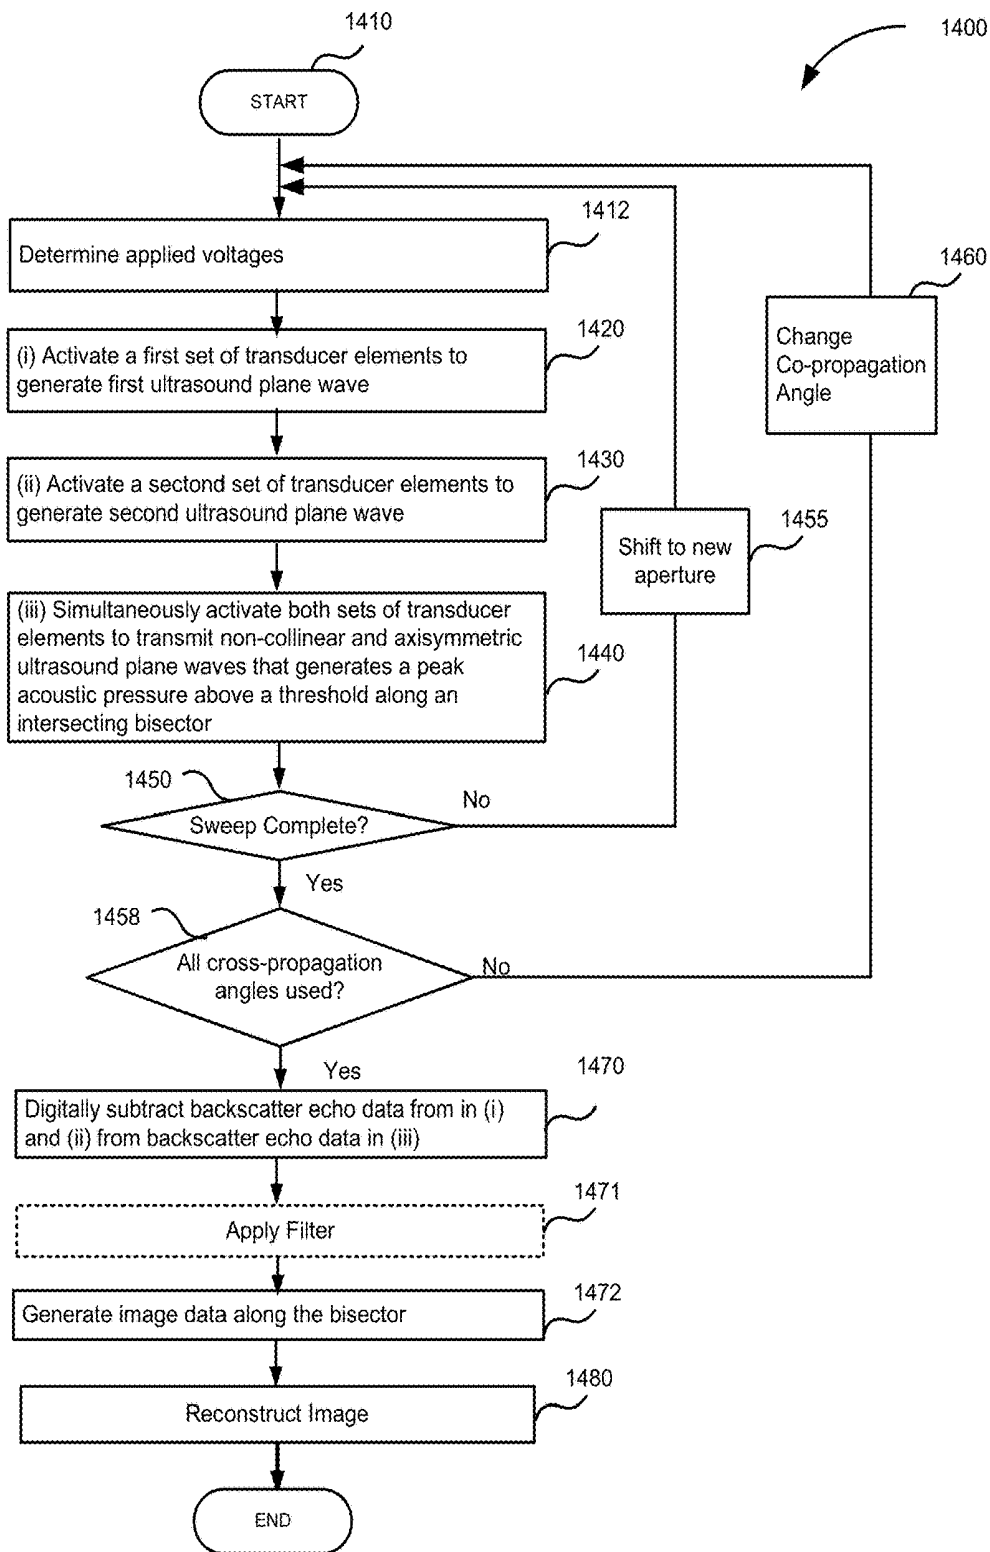 1410
1400
START
1412
Determine applied voltages
1460
Change
Co-propagation
Angle
1420
(i) Activate a first set of transducer elements to
generate first ultrasound plane wave
1430
(ii) Activate a sectond set of transducer elements to
generate second ultrasound plane wave
1455
Shift to new
aperture
(iii) Simultaneously activate both sets of transducer
elements to transmit non-collinear and axisymmetric
ultrasound plane waves that generates a peak
acoustic pressure above a threshold along an
intersecting bisector
1440
1450
No
Sweep Complete?
Yes
1458
All cross-propagation
angles used?
No
Yes
1470
Digitally subtract backscatter echo data from in (i)
and (ii) from backscatter echo data in (iii)
1471
Apply Filter
1472
Generate image data along the bisector
1480
Reconstruct Image
END